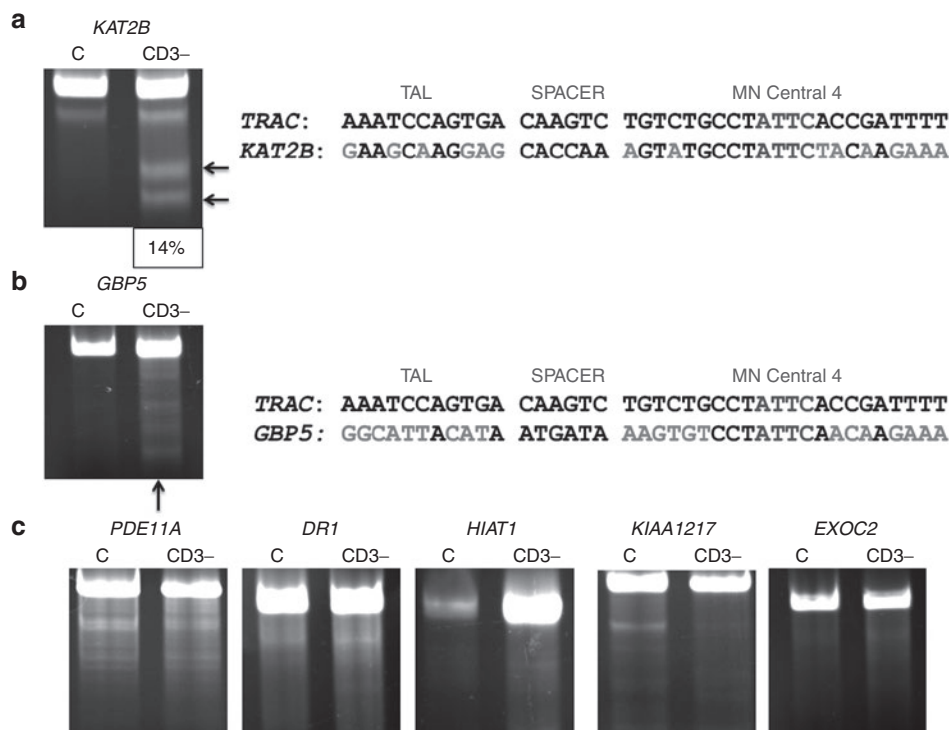 a
KAT2B
C CD3–
TAL SPACER MN Central 4
TRAC: AAATCCAGTGA CAAGTC TGTCTGCCTATTCACCGATTTT
KAT2B: GAAGCAAGGAG CACCAA AGTATGCCTATTCTACAAGAAA
14%
b
GBP5
C CD3–
TAL SPACER MN Central 4
TRAC: AAATCCAGTGA CAAGTC TGTCTGCCTATTCACCGATTTT
GBP5: GGCATTACATA ATGATA AAGTGTCCTATTCAACAAGAAA
c
PDE11A DR1 HIAT1 KIAA1217 EXOC2
C CD3– C CD3– C CD3– C CD3– C CD3–